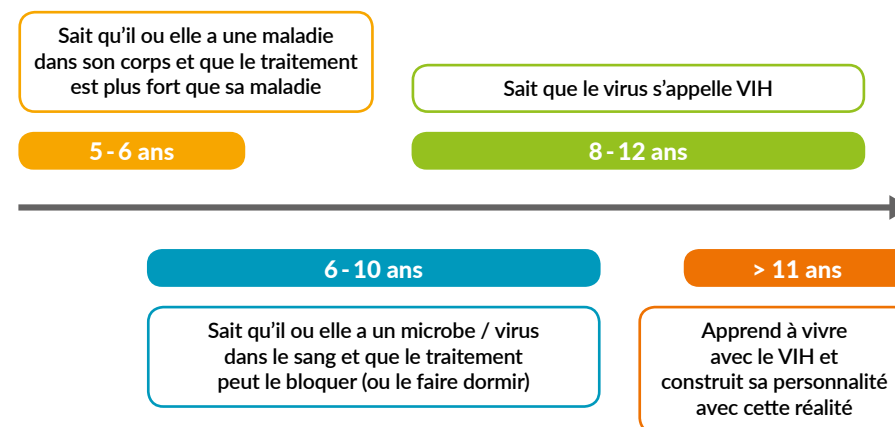 Sait qu'il ou elle a une maladie
dans son corps et que le traitement
est plus fort que sa maladie
Sait que le virus s'appelle VIH
5 - 6 ans
8 - 12 ans
6 - 10 ans
> 11 ans
Sait qu'il ou elle a un microbe / virus
dans le sang et que le traitement
peut le bloquer (ou le faire dormir)
Apprend à vivre
avec le VIH et
construit sa personnalité
avec cette réalité